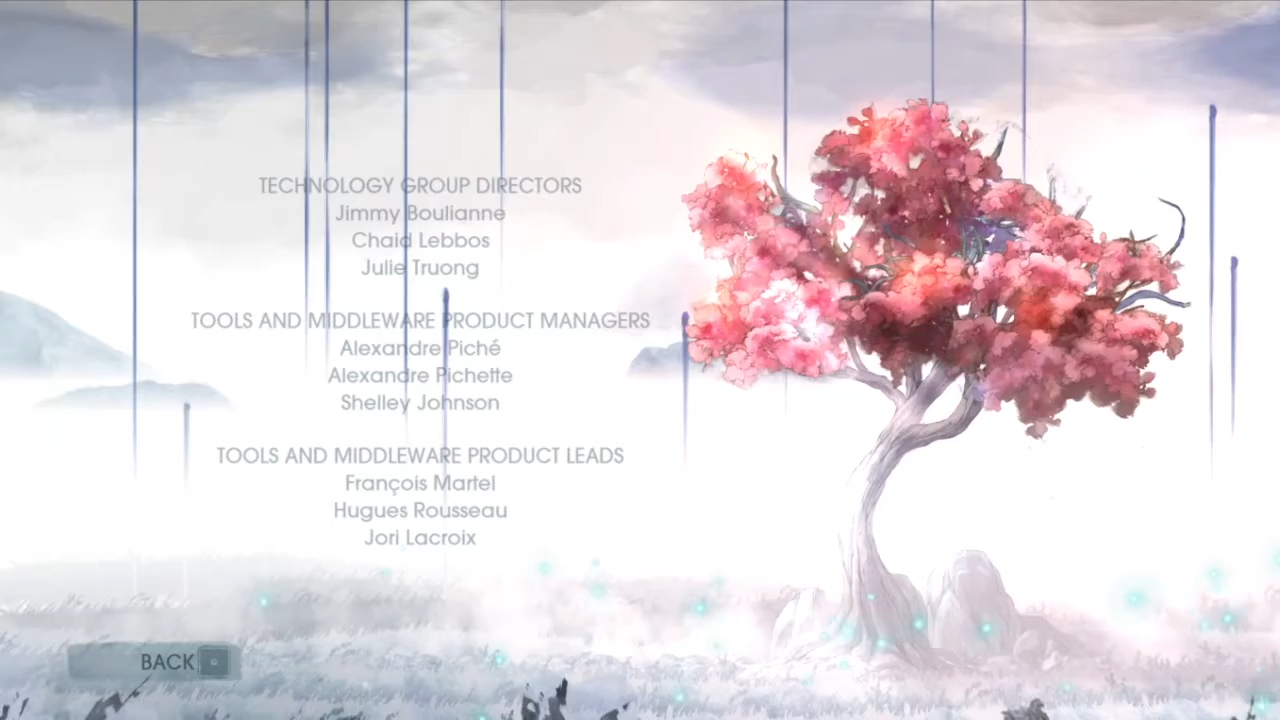 TECHNOLOGY GROUP DIRECTORS
Jimmy Boulianne
Chaid Lebbos
Julie Truong
TOOLS AND MIDDLEWARE PRODUCT MANAGERS
Alexandre Piché
Alexandre Pichette
Shelley Johnson
TOOLS AND MIDDLEWARE PRODUCT LEADS
François Martel
Hugues Rousseau
Jori Lacroix
BACK